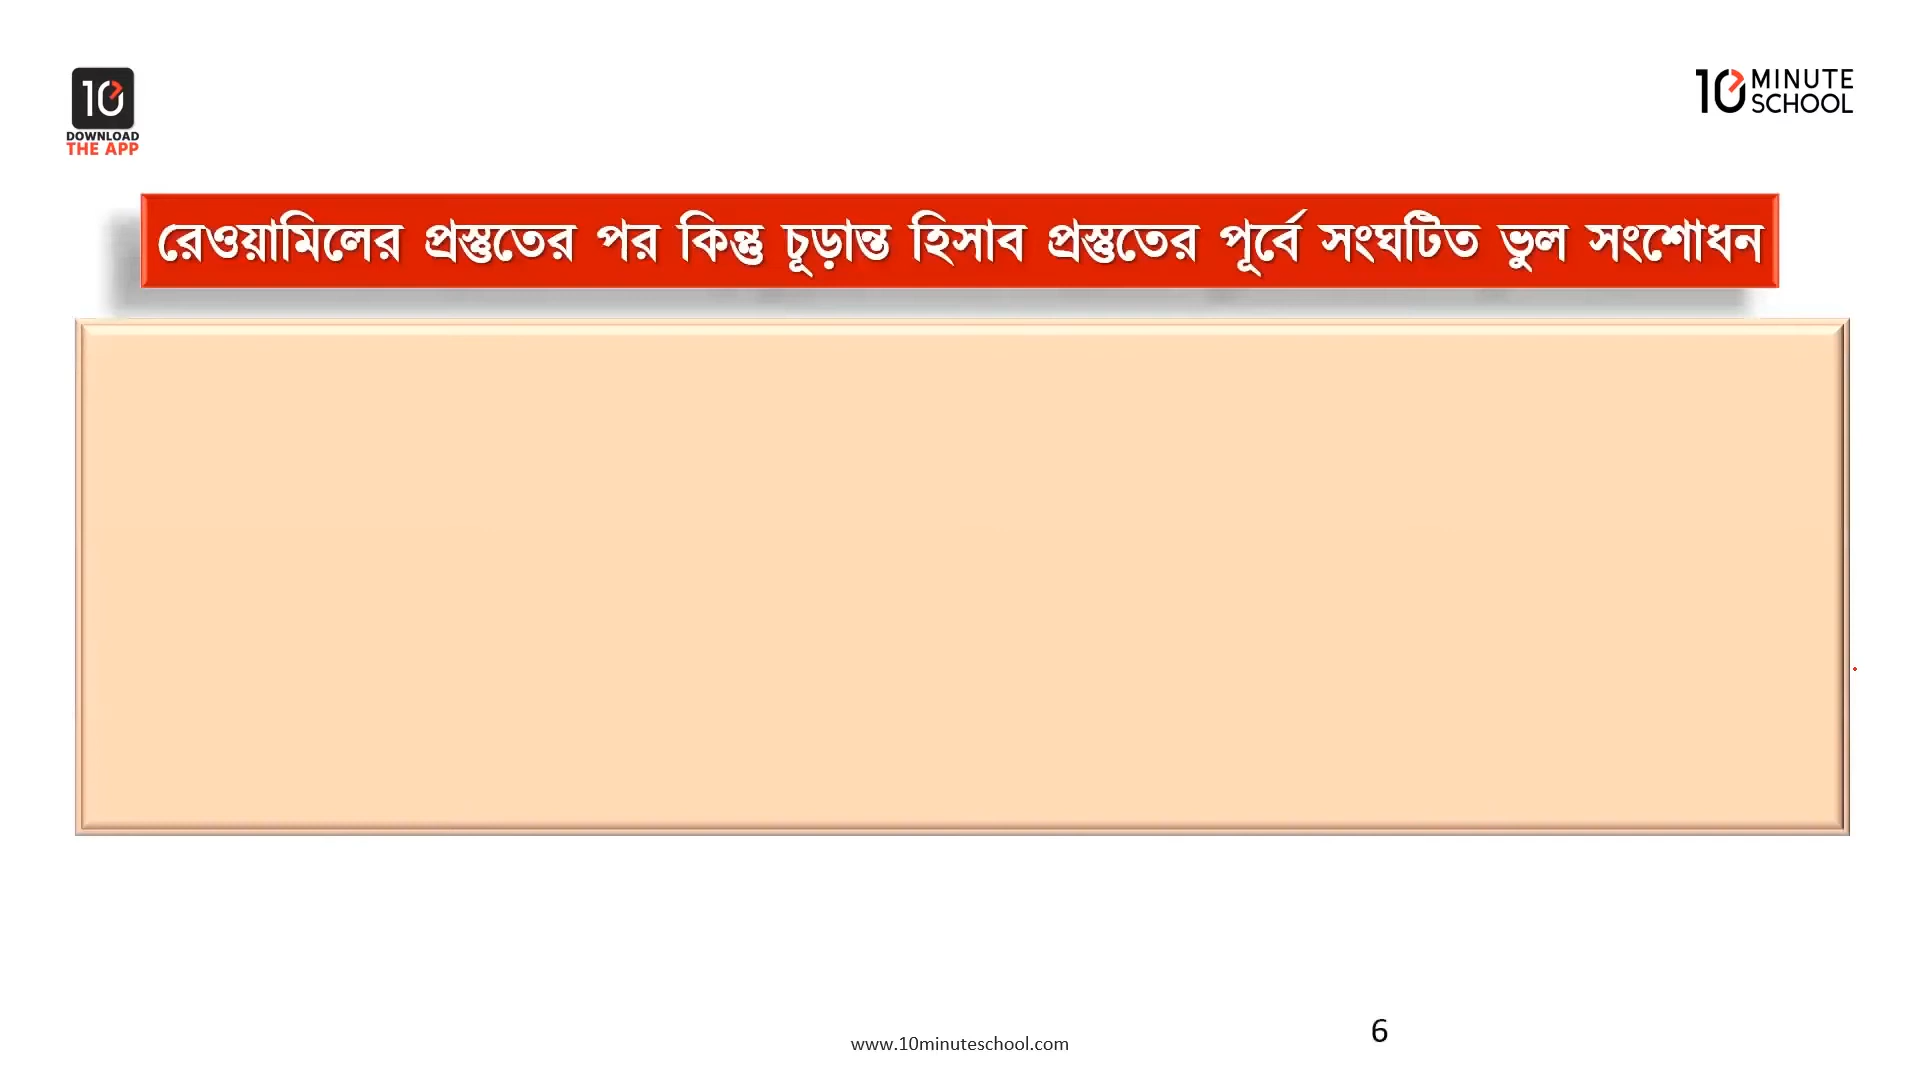 10
DOWNLOAD
THE APP
10 MINUTE
SCHOOL
রেওয়ামিলের প্রস্তুতের পর কিন্তু চূড়ান্ত হিসাব প্রস্তুতের পূর্বে সংঘটিত ভুল সংশোধন
www.10minuteschool.com
6